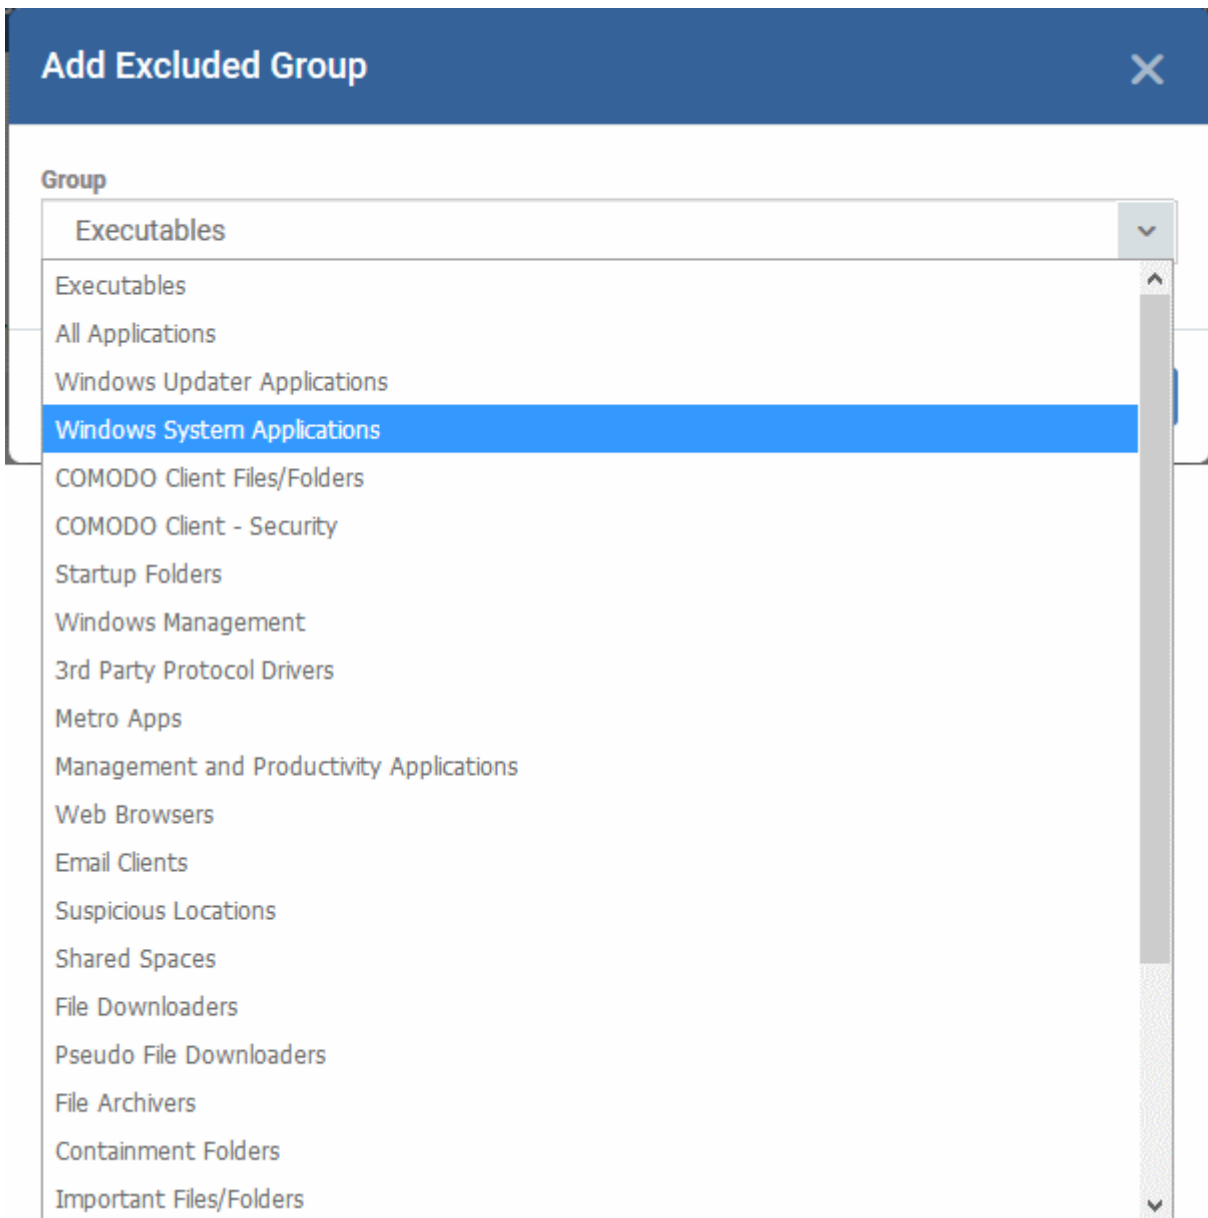 Add Excluded Group
Group
Executables
Executables
All Applications
Windows Updater Applications
Windows System Applications
COMODO Client Files/Folders
COMODO Client - Security
Startup Folders
Windows Management
3rd Party Protocol Drivers
Metro Apps
Management and Productivity Applications
Web Browsers
Email Clients
Suspicious Locations
Shared Spaces
File Downloaders
Pseudo File Downloaders
File Archivers
Containment Folders
Important Files/Folders